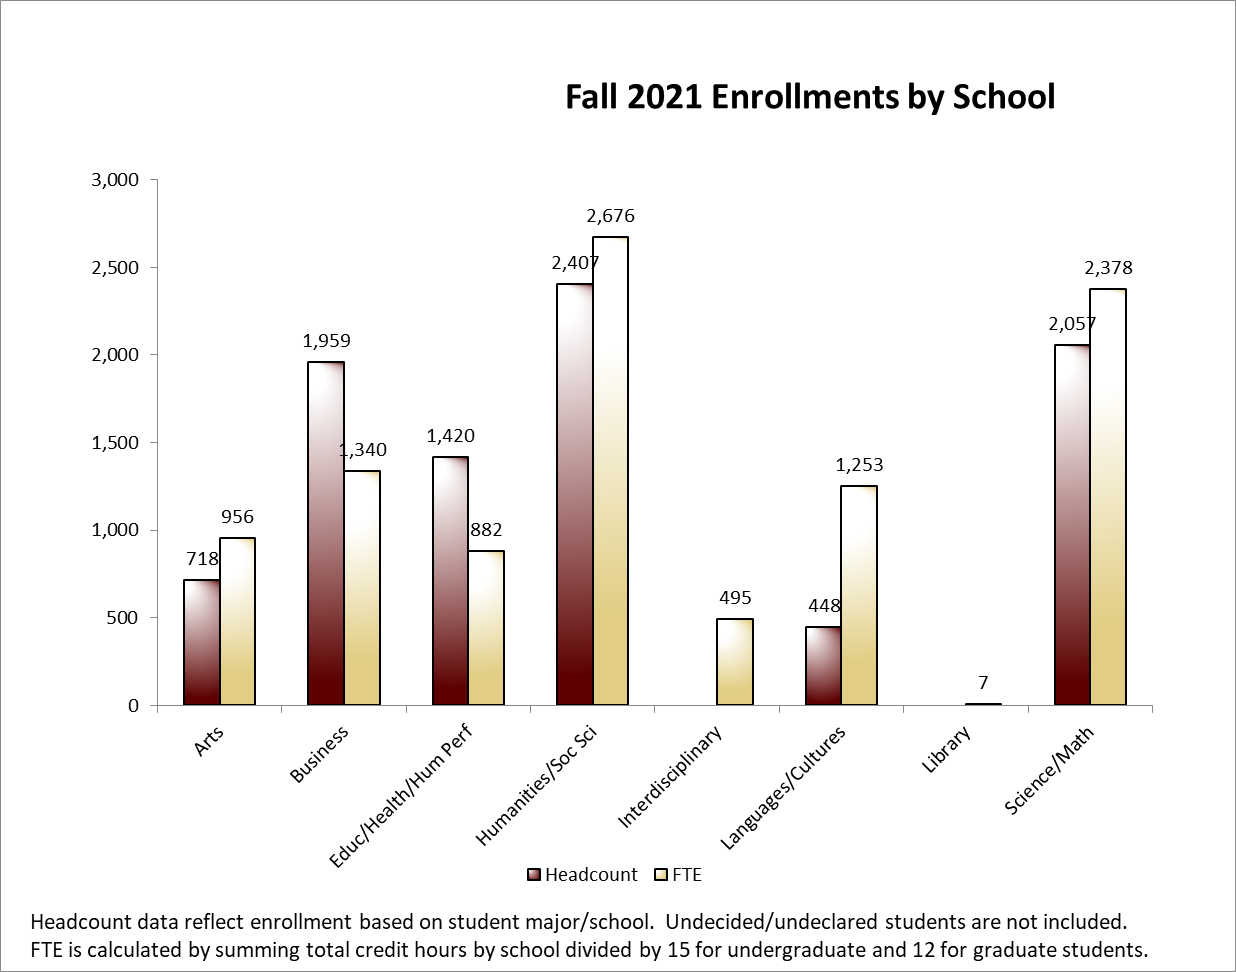 Fall 2021 Enrollments by School
3,000
2,676
2,500
2,407
2,378
2,057
2,000
1,959
1,500
1,420
1,340
1,253
1,000
956
882
718
500
495
448
7
0
Arts
Business
Educ/Health/Hum Perf
Humanities/Soc Sci
Interdisciplinary
Languages/Cultures
Library
Science/Math
Headcount FTE
Headcount data reflect enrollment based on student major/school.  Undecided/undeclared students are not included.
FTE is calculated by summing total credit hours by school divided by 15 for undergraduate and 12 for graduate students.